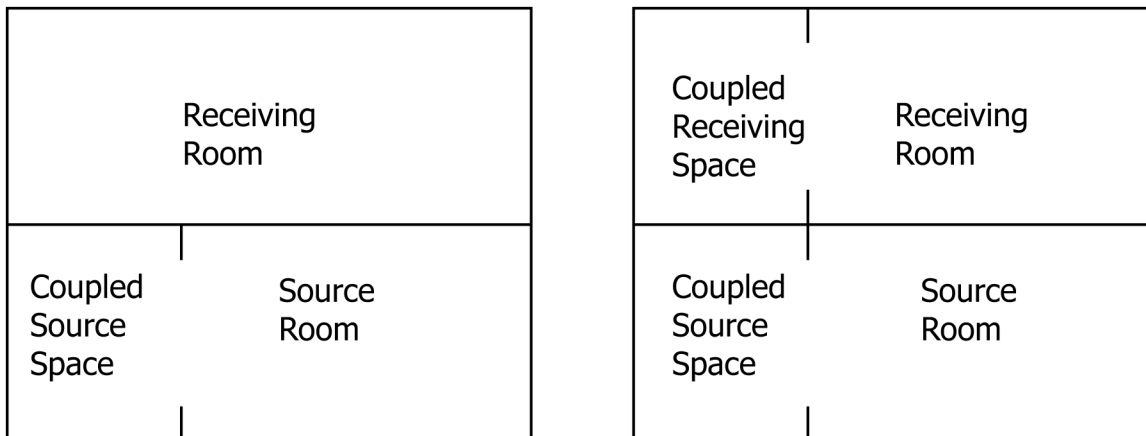 Receiving
Room
Coupled
Source
Space
Source
Room
Coupled
Receiving
Space
Receiving
Room
Coupled
Source
Space
Source
Room